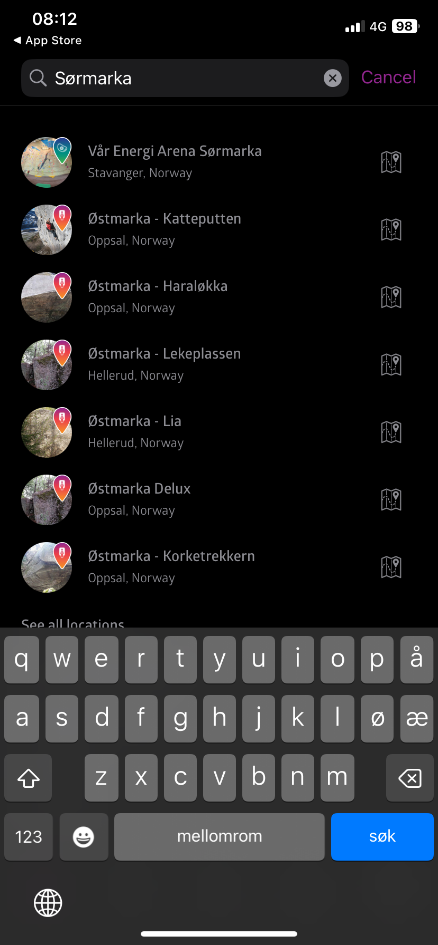 08:12
4G 98
◀ App Store
Sørmarka
Cancel
Vår Energi Arena Sørmarka
Stavanger, Norway
Østmarka - Katteputten
Oppsal, Norway
Østmarka - Haraløkka
Oppsal, Norway
Østmarka - Lekeplassen
Hellerud, Norway
Østmarka - Lia
Hellerud, Norway
Østmarka Delux
Oppsal, Norway
Østmarka - Korketrekkern
Oppsal, Norway
See all locations
q w e r t y u i o p å
a s d f g h j k l ø æ
z x c v b n m
123 mellomrom søk